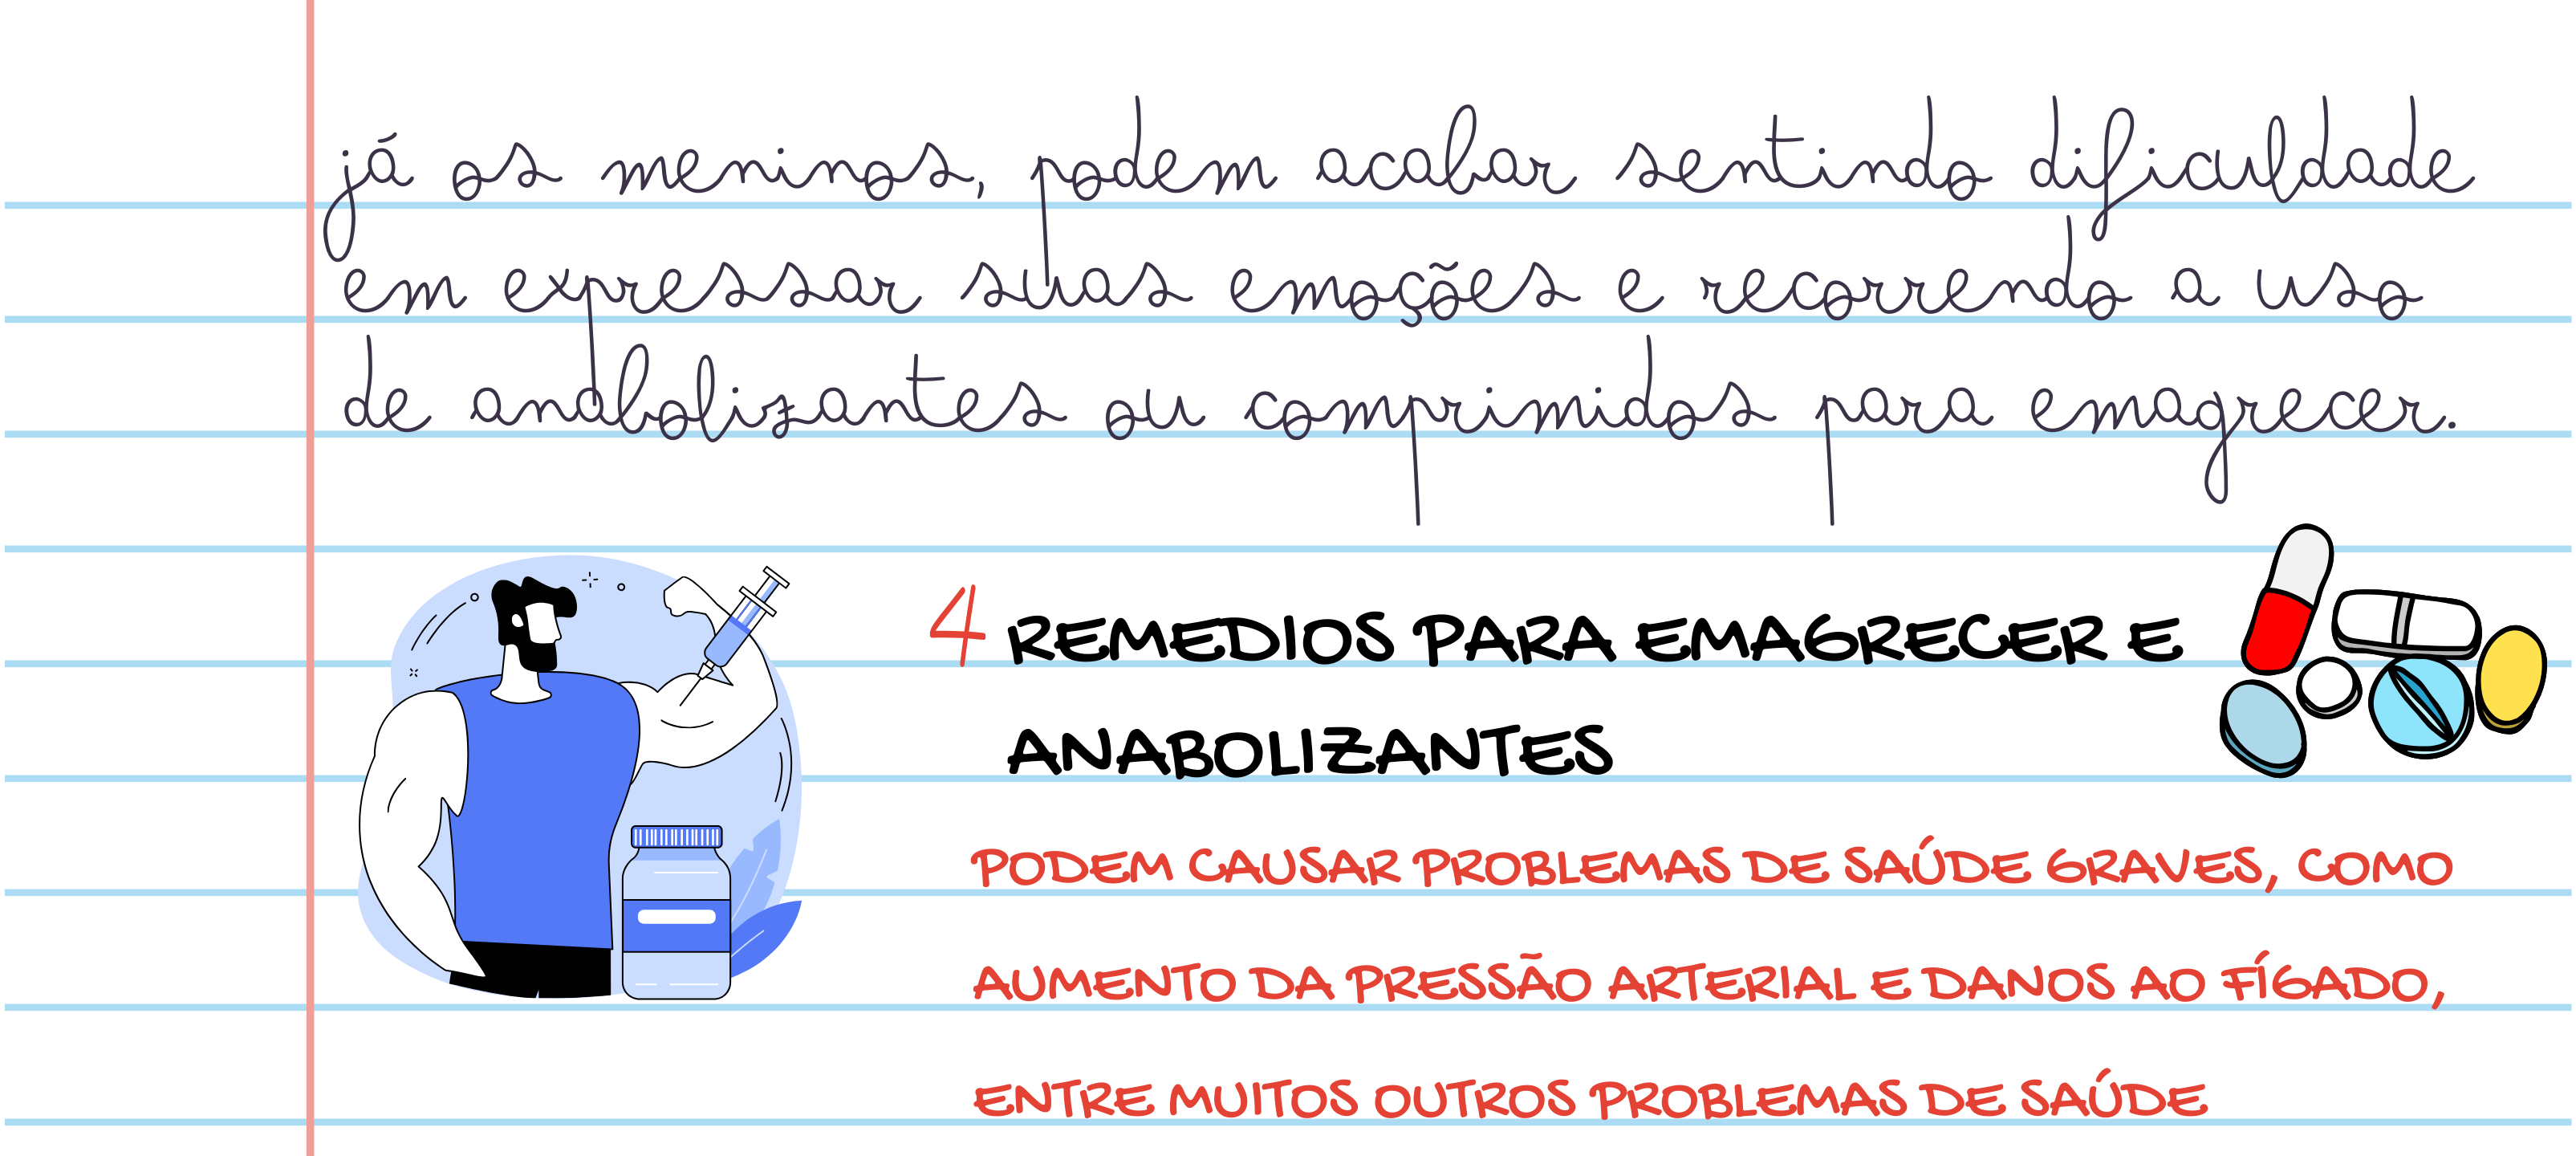 já os meninos, podem acabar sentindo dificuldade
em expressar suas emoções e recorrendo a uso
de anabolizantes ou comprimidos para emagrecer.
4 REMEDIOS PARA EMAGRECER E
ANABOLIZANTES
PODEM CAUSAR PROBLEMAS DE SAÚDE GRAVES, COMO
AUMENTO DA PRESSÃO ARTERIAL E DANOS AO FÍGADO,
ENTRE MUITOS OUTROS PROBLEMAS DE SAÚDE